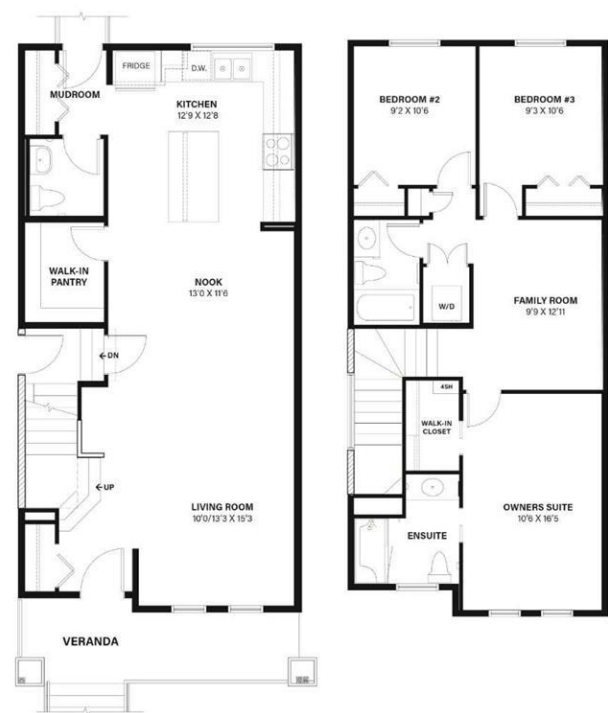 FRIDGE
D.W.
MUDROOM
KITCHEN
12'9 X 12'8
WALK-IN
PANTRY
NOOK
13'0 X 11'6
←DN
←UP
LIVING ROOM
10'0/13'3 X 15'3
VERANDA
BEDROOM #2
9'2 X 10'6
BEDROOM #3
9'3 X 10'6
W/D
FAMILY ROOM
9'9 X 12'11
4SH
WALK-IN
CLOSET
OWNERS SUITE
10'6 X 16'5
ENSUITE